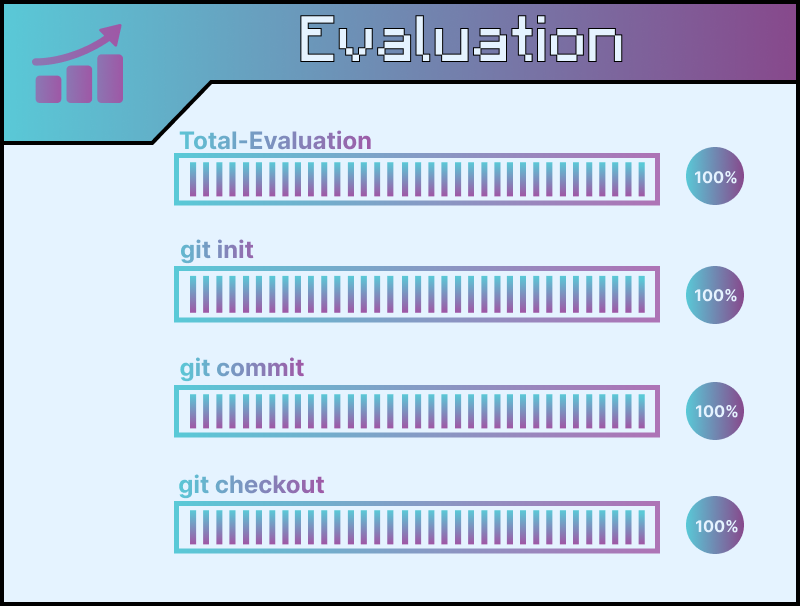 Evaluation
Total-Evaluation
100%
git init
100%
git commit
100%
git checkout
100%